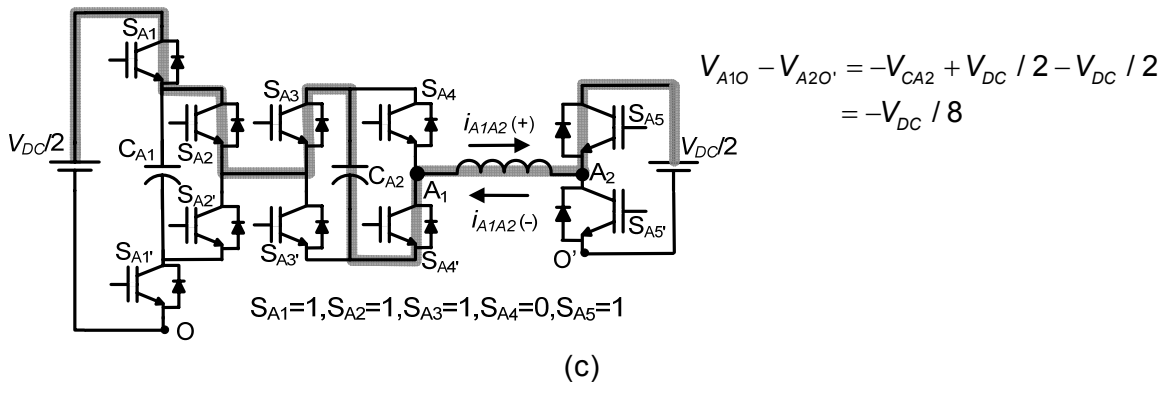 S_A1
V_DC/2
C_A1
S_A2
S_A2'
S_A1'
O
S_A3
S_A3'
C_A2
S_A4
S_A4'
A_1
i_A1A2 (+)
i_A1A2 (-)
A_2
S_A5
S_A5'
V_DC/2
O'
V_A1O − V_A2O' = −V_CA2 + V_DC / 2 − V_DC / 2
= −V_DC / 8
S_A1=1,S_A2=1,S_A3=1,S_A4=0,S_A5=1
(c)